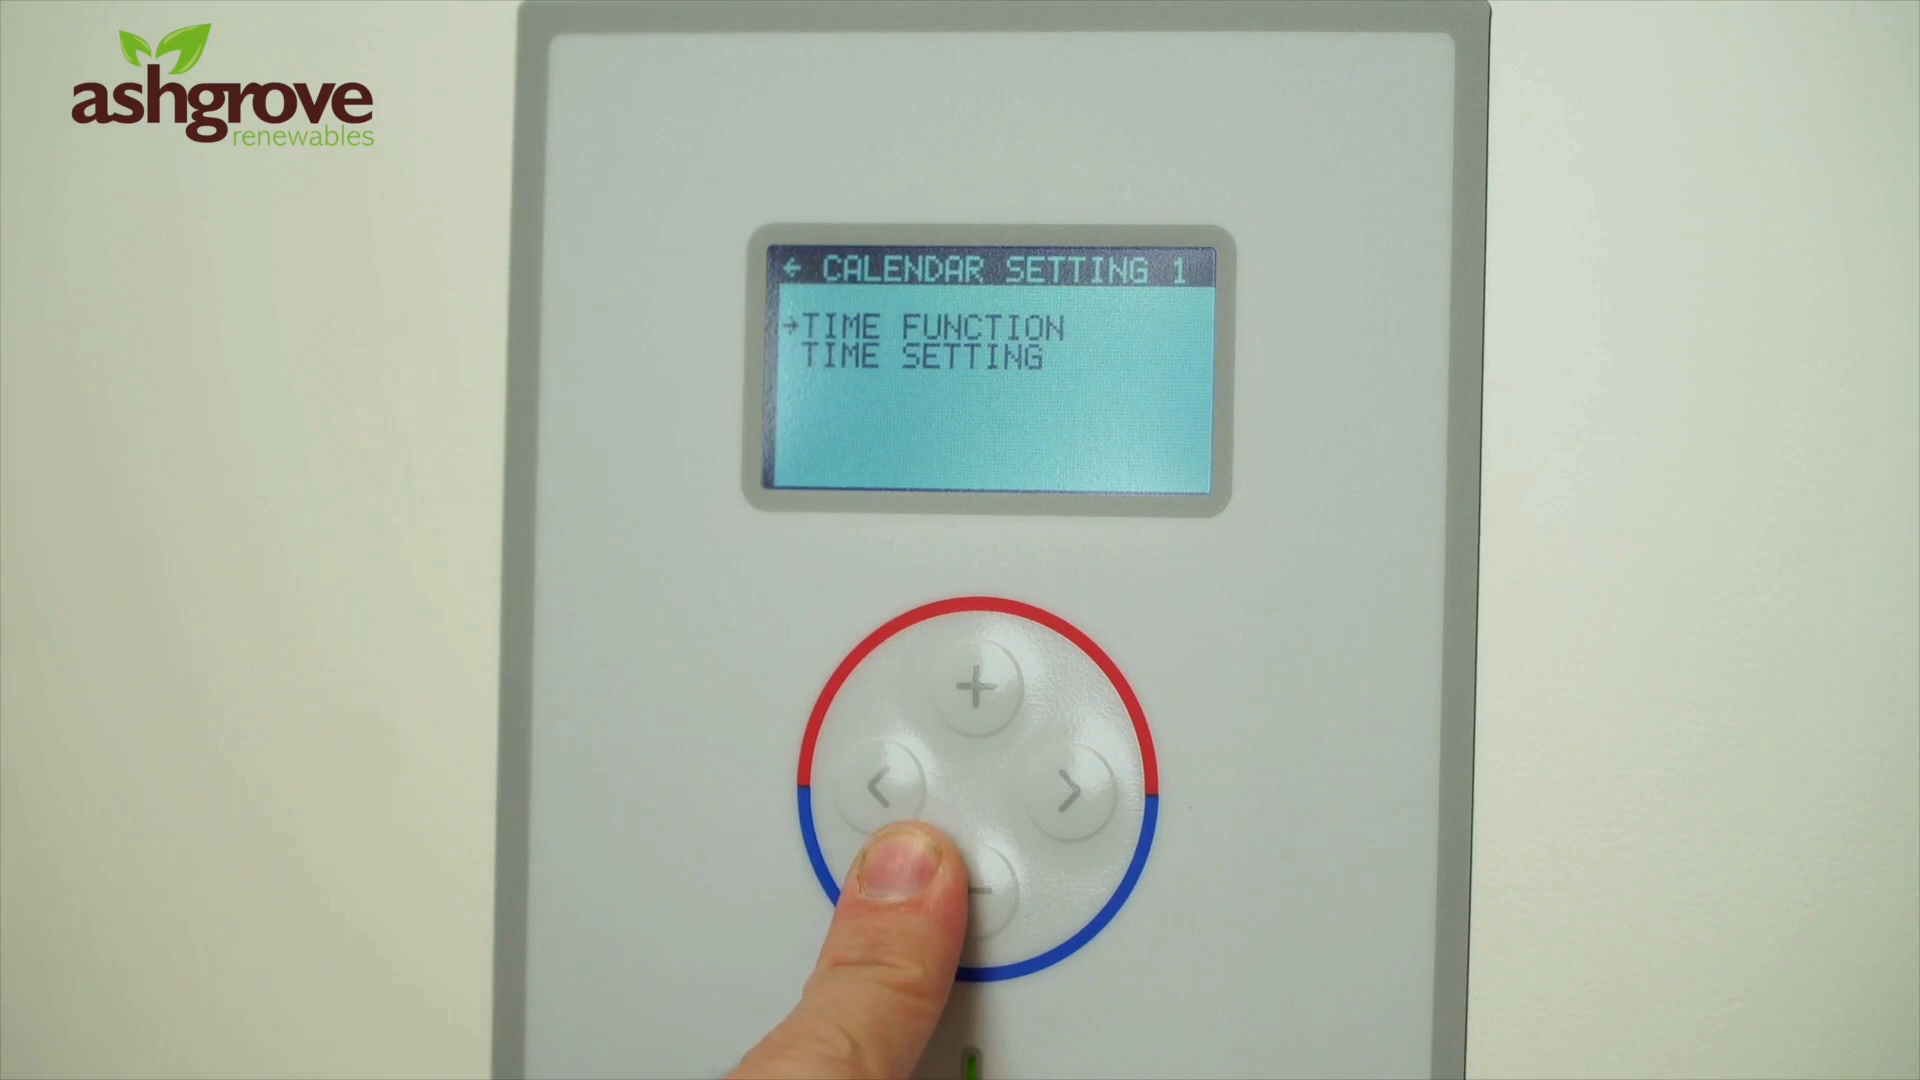 ashgrove
renewables
← CALENDAR SETTING 1
→TIME FUNCTION
TIME SETTING
+
<
>
-